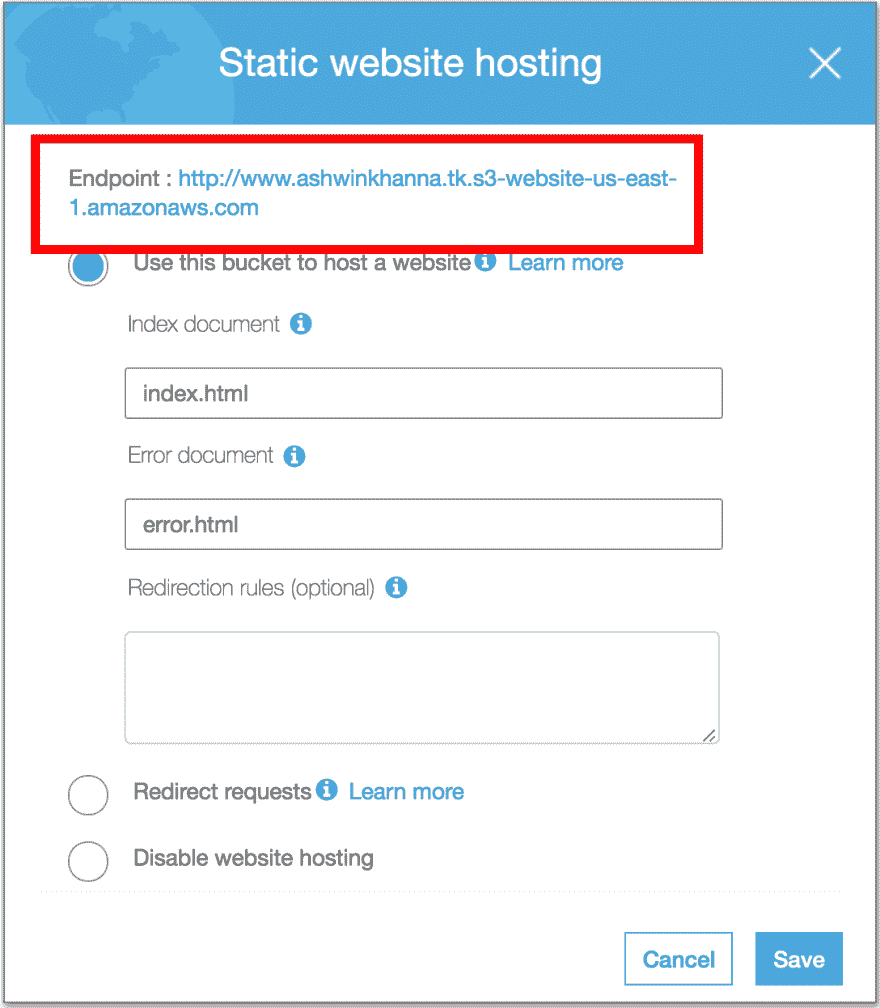 Static website hosting
Endpoint : http://www.ashwinkhanna.tk.s3-website-us-east-
1.amazonaws.com
Use this bucket to host a website Learn more
Index document
index.html
Error document
error.html
Redirection rules (optional)
Redirect requests Learn more
Disable website hosting
Cancel Save